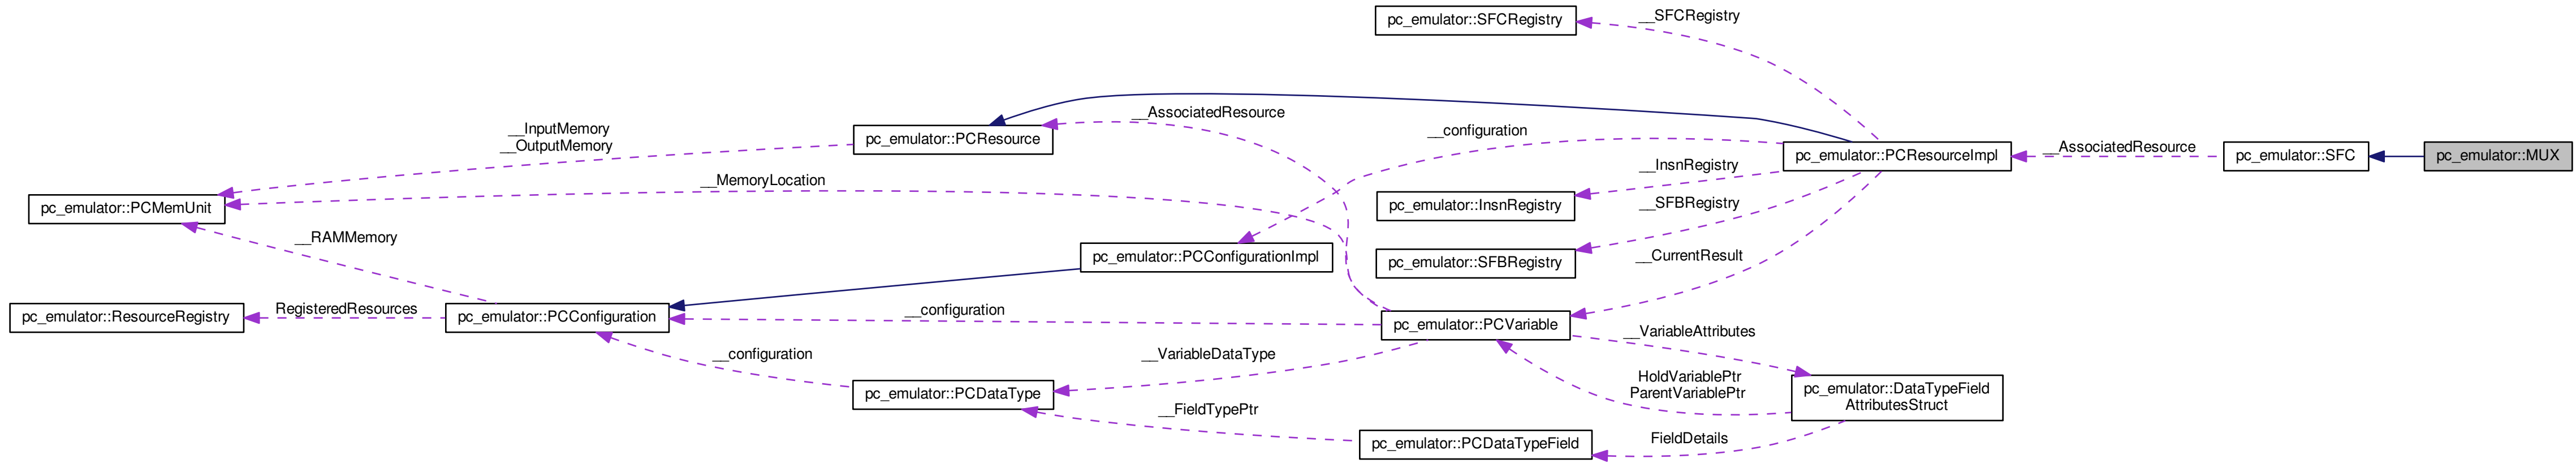 pc_emulator::SFCRegistry
__SFCRegistry
__InputMemory
__OutputMemory
pc_emulator::PCResource
__AssociatedResource
__configuration
pc_emulator::PCResourceImpl
__AssociatedResource
pc_emulator::SFC
pc_emulator::MUX
__MemoryLocation
__InsnRegistry
pc_emulator::PCMemUnit
pc_emulator::InsnRegistry
__SFBRegistry
__RAMMemory
pc_emulator::PCConfigurationImpl
pc_emulator::SFBRegistry
__CurrentResult
pc_emulator::ResourceRegistry
RegisteredResources
pc_emulator::PCConfiguration
__configuration
pc_emulator::PCVariable
__VariableAttributes
__configuration
__VariableDataType
pc_emulator::PCDataType
HoldVariablePtr
ParentVariablePtr
pc_emulator::DataTypeField
AttributesStruct
__FieldTypePtr
pc_emulator::PCDataTypeField
FieldDetails